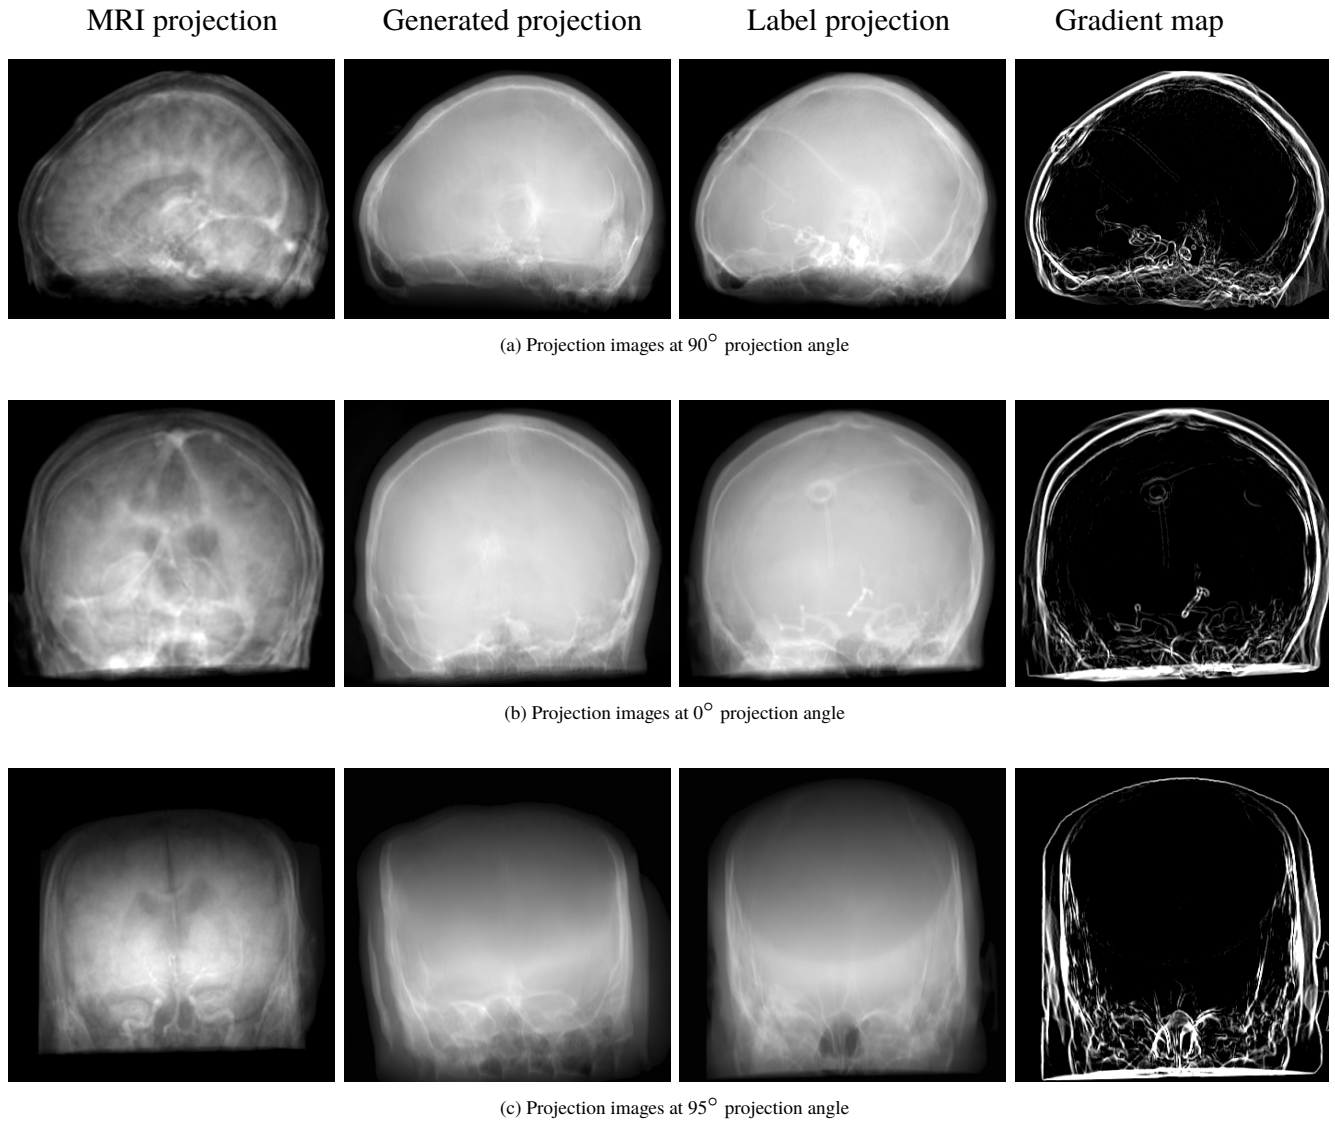 MRI projection Generated projection Label projection Gradient map
(a) Projection images at 90° projection angle
(b) Projection images at 0° projection angle
(c) Projection images at 95° projection angle